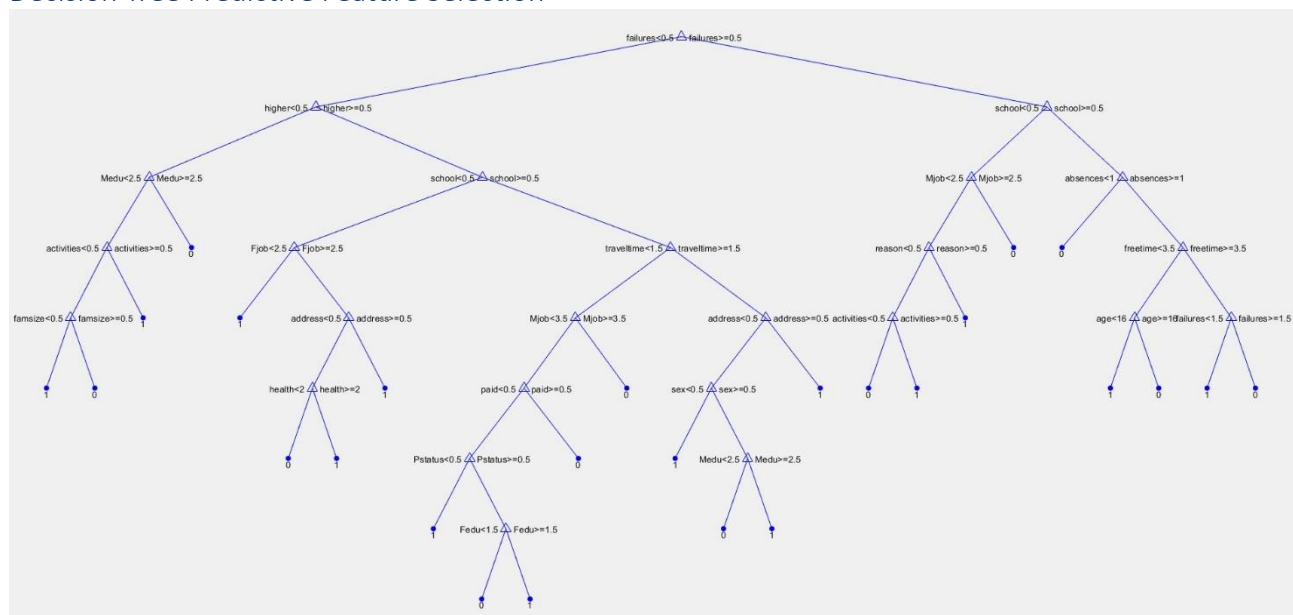 Decision Tree Predictive Feature Selection
failures<0.5 failures>=0.5
higher<0.5 higher>=0.5 school<0.5 school>=0.5
Medu<2.5 Medu>=2.5 school<0.5 school>=0.5 Mjob<2.5 Mjob>=2.5 absences<1 absences>=1
activities<0.5 activities>=0.5 0 Fjob<2.5 Fjob>=2.5 traveltime<1.5 traveltime>=1.5 reason<0.5 reason>=0.5 0 0 freetime<3.5 freetime>=3.5
famsize<0.5 famsize>=0.5 1 1 address<0.5 address>=0.5 Mjob<3.5 Mjob>=3.5 address<0.5 address>=0.5 activities<0.5 activities>=0.5 1 age<16 age>=16 failures<1.5 failures>=1.5
1 0 health<2 health>=2 1 paid<0.5 paid>=0.5 0 sex<0.5 sex>=0.5 1 0 1 1 0 1 0
0 1 Pstatus<0.5 Pstatus>=0.5 0 1 Medu<2.5 Medu>=2.5
1 Fedu<1.5 Fedu>=1.5 0 1
0 1